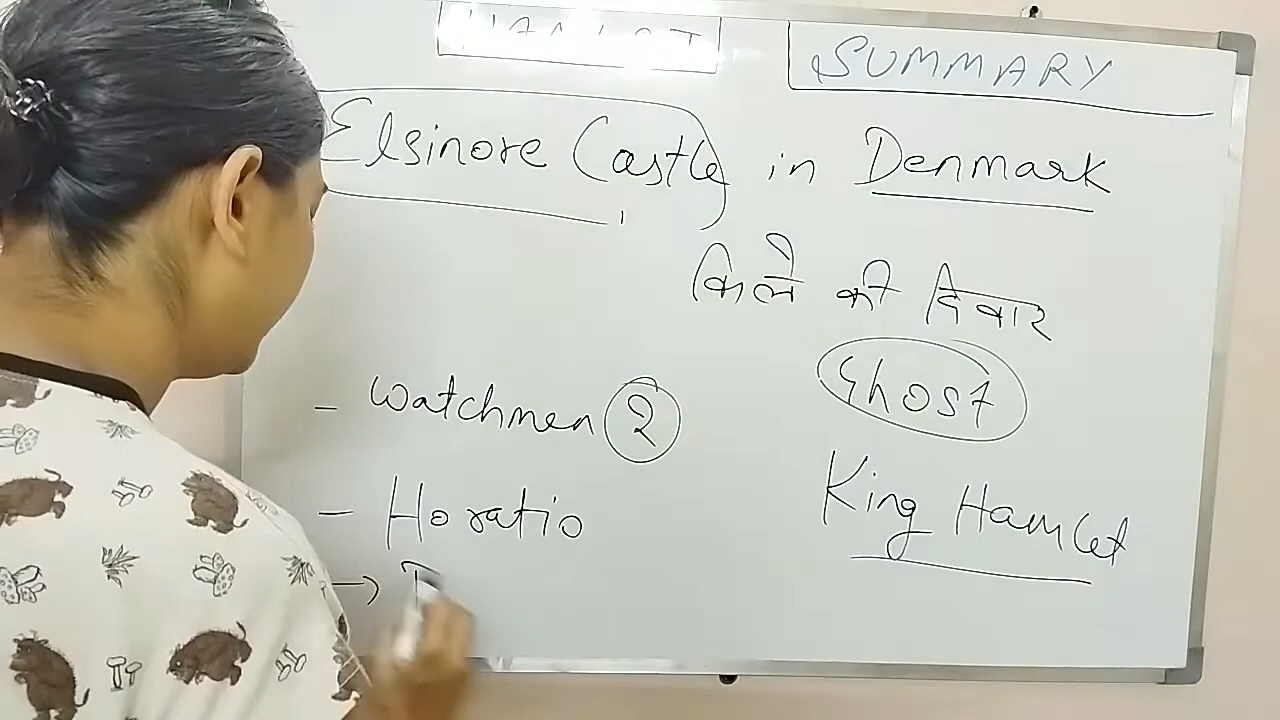 SUMMARY
Elsinore Castle in Denmark
किले की दिवार
Ghost
- Watchmen 2
King Hamlet
- Horatio
→